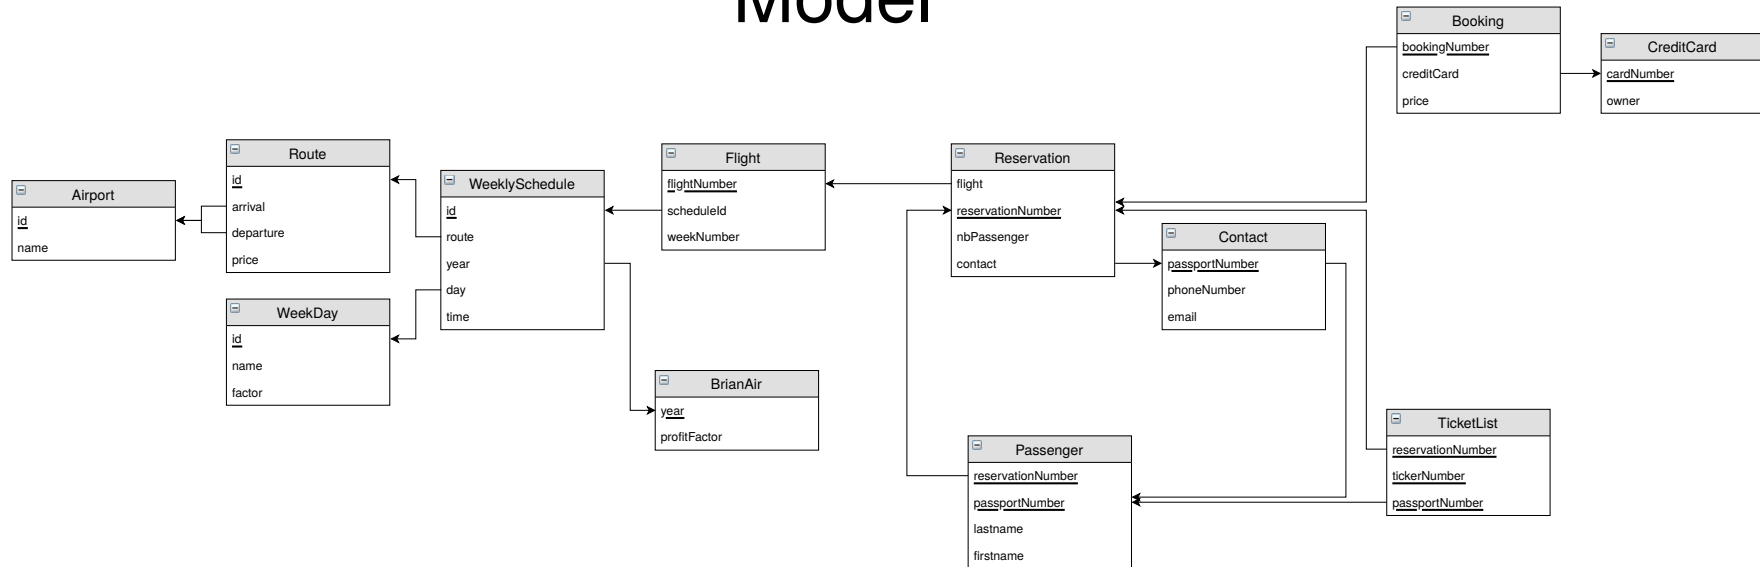 Model
Booking
bookingNumber
creditCard
price
CreditCard
cardNumber
owner
Route
id
arrival
departure
price
Airport
id
name
WeeklySchedule
id
route
year
day
time
WeekDay
id
name
factor
Flight
flightNumber
scheduleId
weekNumber
BrianAir
year
profitFactor
Reservation
flight
reservationNumber
nbPassenger
contact
Contact
passportNumber
phoneNumber
email
Passenger
reservationNumber
passportNumber
lastname
firstname
TicketList
reservationNumber
tickerNumber
passportNumber